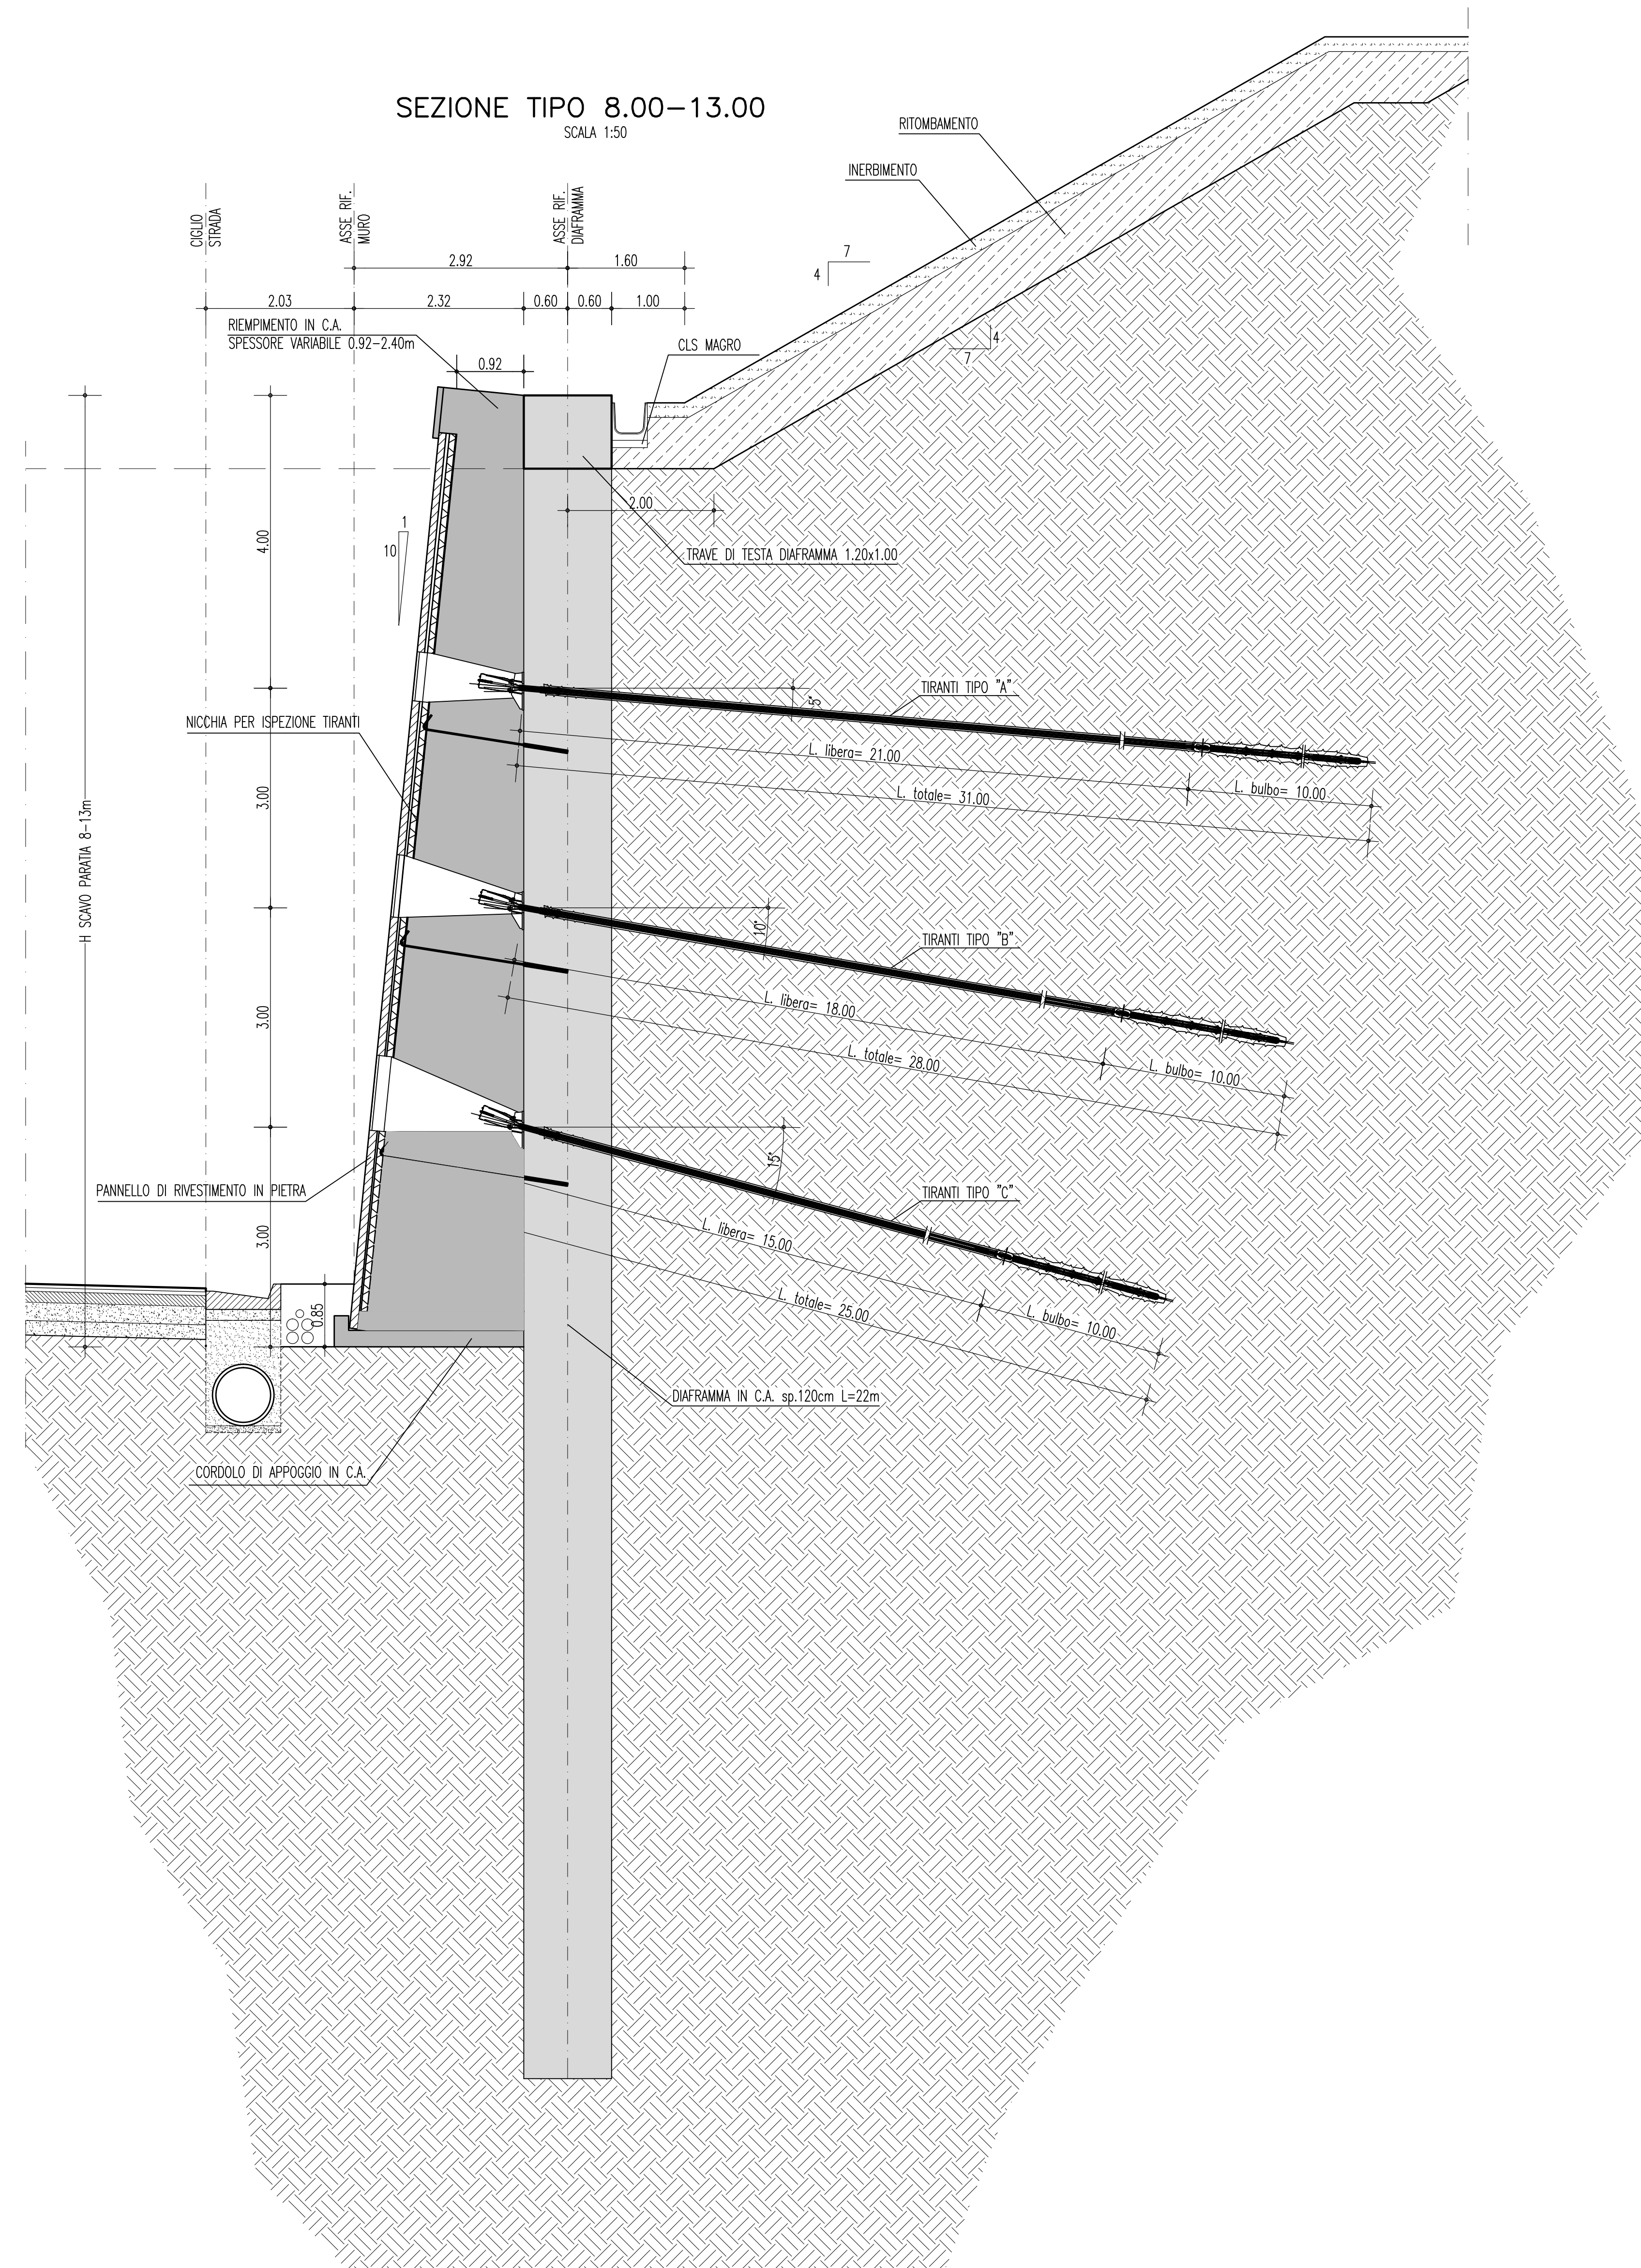 SEZIONE TIPO 8.00-13.00
SCALA 1:50
RITOMBAMENTO
INERBIMENTO
CIGLIO
STRADA
ASSE RIF.
MURO
ASSE RIF.
DIAFRAMMA
7
4
2.92
1.60
2.03
2.32
0.60
0.60
1.00
RIEMPIMENTO IN C.A.
SPESSORE VARIABILE 0.92-2.40m
CLS MAGRO
4
7
0.92
2.00
1
10
4.00
TRAVE DI TESTA DIAFRAMMA 1.20x1.00
TIRANTI TIPO "A"
5°
NICCHIA PER ISPEZIONE TIRANTI
L. libera= 21.00
L. totale= 31.00
L. bulbo= 10.00
3.00
H SCAVO PARATIA 8-13m
10°
TIRANTI TIPO "B"
L. libera= 18.00
3.00
L. totale= 28.00
L. bulbo= 10.00
15°
PANNELLO DI RIVESTIMENTO IN PIETRA
TIRANTI TIPO "C"
3.00
L. libera= 15.00
L. totale= 25.00
L. bulbo= 10.00
0.85
DIAFRAMMA IN C.A. sp.120cm L=22m
CORDOLO DI APPOGGIO IN C.A.